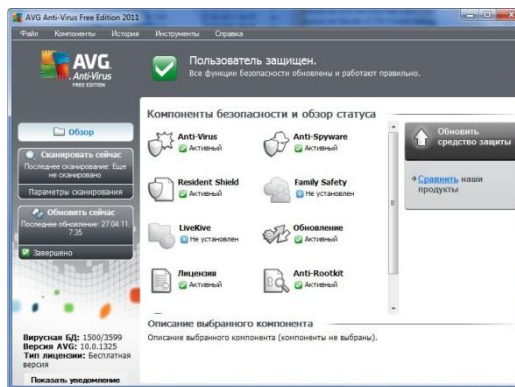 AVG Anti-Virus Free Edition 2011
Файл Компоненты История Инструменты Справка
AVG.
Anti-Virus
FREE EDITION
Пользователь защищен.
Все функции безопасности обновлены и работают правильно.
Обзор
Сканировать сейчас
Последнее сканирование: Еще
не сканировано
Параметры сканирования
Обновить сейчас
Последнее обновление: 27.04.11,
7:35
Завершено
Вирусная БД: 1500/3599
Версия AVG: 10.0.1325
Тип лицензии: Бесплатная
версия
Показать уведомление
Компоненты безопасности и обзор статуса
Anti-Virus
Активный
Anti-Spyware
Активный
Resident Shield
Активный
Family Safety
Не установлен
LiveKive
Не установлен
Обновление
Активный
Лицензия
Активный
Anti-Rootkit
Активный
Описание выбранного компонента
Описание выбранного компонента (компоненты не выбраны).
Обновить
средство защиты
Сравнить наши
продукты